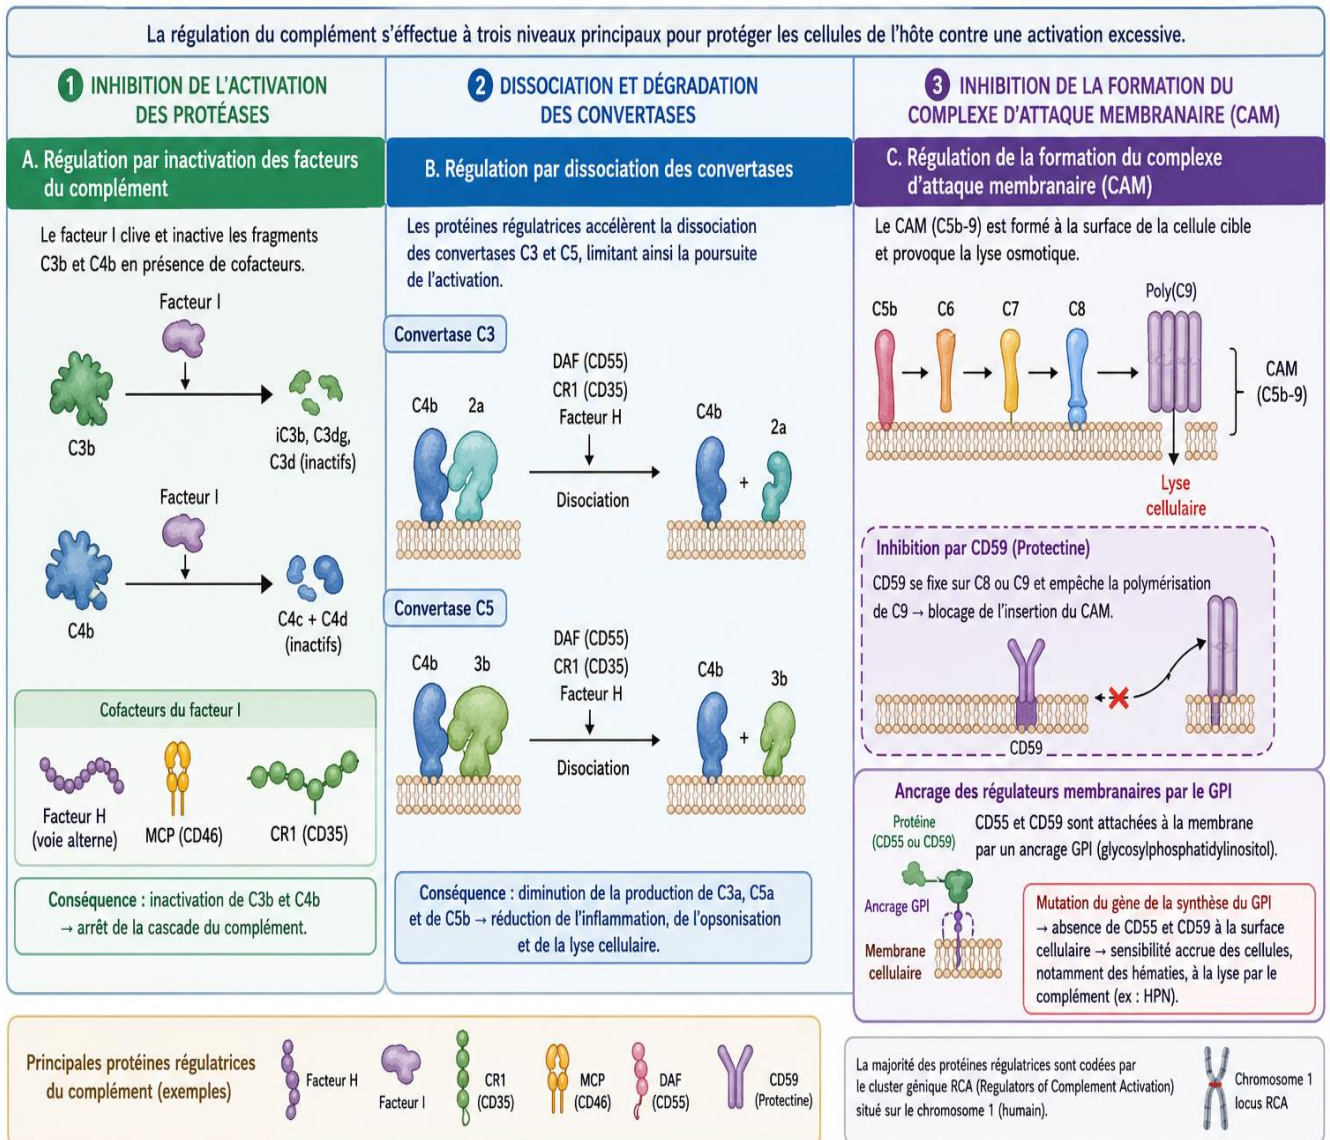 La régulation du complément s'éffectue à trois niveaux principaux pour protéger les cellules de l'hôte contre une activation excessive.
1 INHIBITION DE L'ACTIVATION
DES PROTÉASES
A. Régulation par inactivation des facteurs
du complément
Le facteur I clive et inactive les fragments
C3b et C4b en présence de cofacteurs.
Facteur I
C3b
iC3b, C3dg,
C3d (inactifs)
Facteur I
C4b
C4c + C4d
(inactifs)
Cofacteurs du facteur I
Facteur H
(voie alterne)
MCP (CD46)
CR1 (CD35)
Conséquence : inactivation de C3b et C4b
→ arrêt de la cascade du complément.
2 DISSOCIATION ET DÉGRADATION
DES CONVERTASES
B. Régulation par dissociation des convertases
Les protéines régulatrices accélèrent la dissociation
des convertases C3 et C5, limitant ainsi la poursuite
de l'activation.
Convertase C3
C4b 2a
DAF (CD55)
CR1 (CD35)
Facteur H
Disociation
C4b
+
2a
Convertase C5
C4b 3b
DAF (CD55)
CR1 (CD35)
Facteur H
Disociation
C4b
+
3b
Conséquence : diminution de la production de C3a, C5a
et de C5b → réduction de l'inflammation, de l'opsonisation
et de la lyse cellulaire.
3 INHIBITION DE LA FORMATION DU
COMPLEXE D'ATTAQUE MEMBRANAIRE (CAM)
C. Régulation de la formation du complexe
d'attaque membranaire (CAM)
Le CAM (C5b-9) est formé à la surface de la cellule cible
et provoque la lyse osmotique.
C5b C6 C7 C8 Poly(C9)
CAM
(C5b-9)
Lyse
cellulaire
Inhibition par CD59 (Protectine)
CD59 se fixe sur C8 ou C9 et empêche la polymérisation
de C9 → blocage de l'insertion du CAM.
CD59
Ancrage des régulateurs membranaires par le GPI
Protéine
(CD55 ou CD59)
Ancrage GPI
Membrane
cellulaire
CD55 et CD59 sont attachées à la membrane
par un ancrage GPI (glycosylphosphatidylinositol).
Mutation du gène de la synthèse du GPI
→ absence de CD55 et CD59 à la surface
cellulaire → sensibilité accrue des cellules,
notamment des hématies, à la lyse par le
complément (ex : HPN).
Principales protéines régulatrices
du complément (exemples)
Facteur H
Facteur I
CR1
(CD35)
MCP
(CD46)
DAF
(CD55)
CD59
(Protectine)
La majorité des protéines régulatrices sont codées par
le cluster génique RCA (Regulators of Complement Activation)
situé sur le chromosome 1 (humain).
Chromosome 1
locus RCA